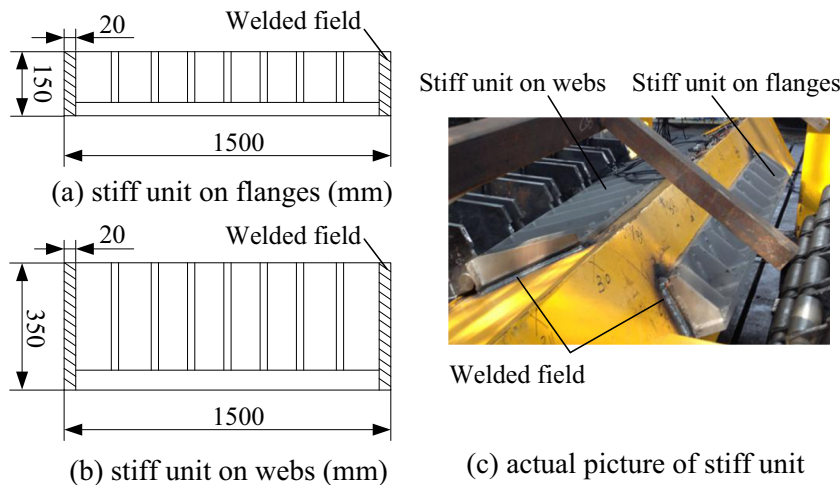 Welded field
20
150
1500
(a) stiff unit on flanges (mm)
Welded field
20
350
1500
(b) stiff unit on webs (mm)
Stiff unit on webs
Stiff unit on flanges
30
Welded field
(c) actual picture of stiff unit